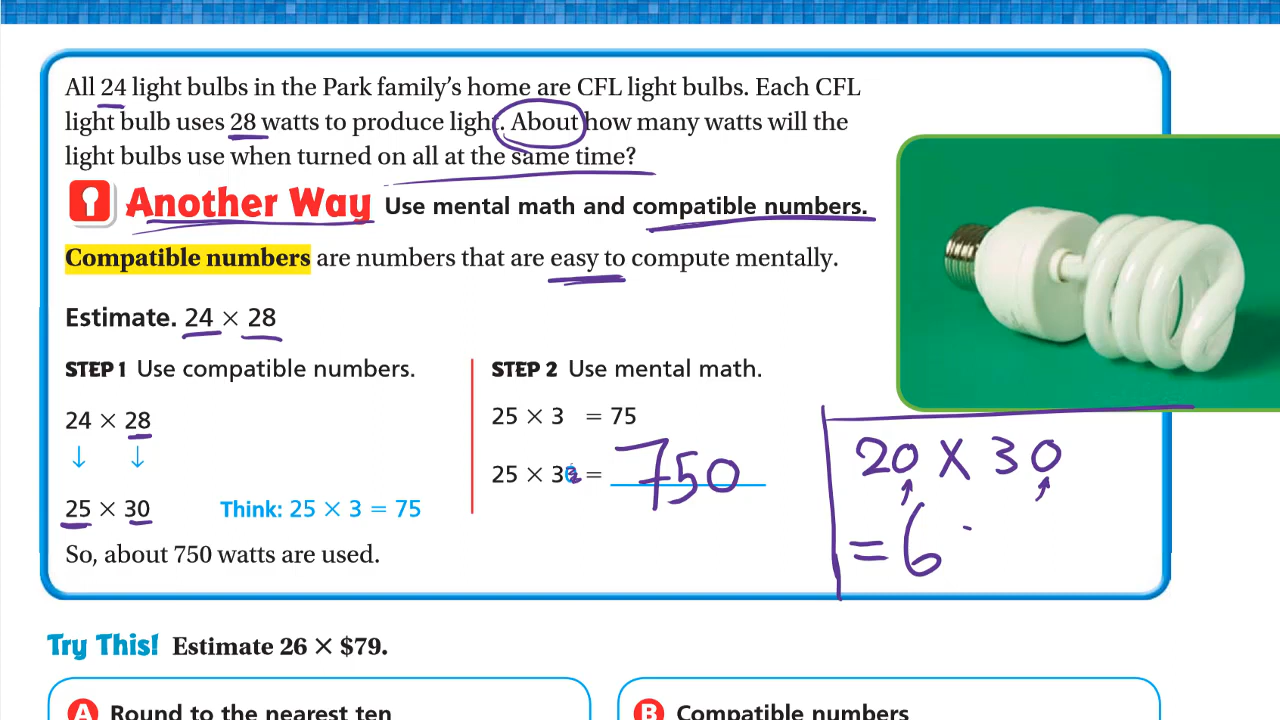 All 24 light bulbs in the Park family's home are CFL light bulbs. Each CFL
light bulb uses 28 watts to produce light. About how many watts will the
light bulbs use when turned on all at the same time?
Another Way Use mental math and compatible numbers.
Compatible numbers are numbers that are easy to compute mentally.
Estimate. 24 × 28
STEP 1 Use compatible numbers.
24 × 28
↓ ↓
25 × 30 Think: 25 × 3 = 75
So, about 750 watts are used.
STEP 2 Use mental math.
25 × 3 = 75
25 × 30 = 750
20 × 30
= 6
Try This! Estimate 26 × $79.
A Round to the nearest ten
B Compatible numbers